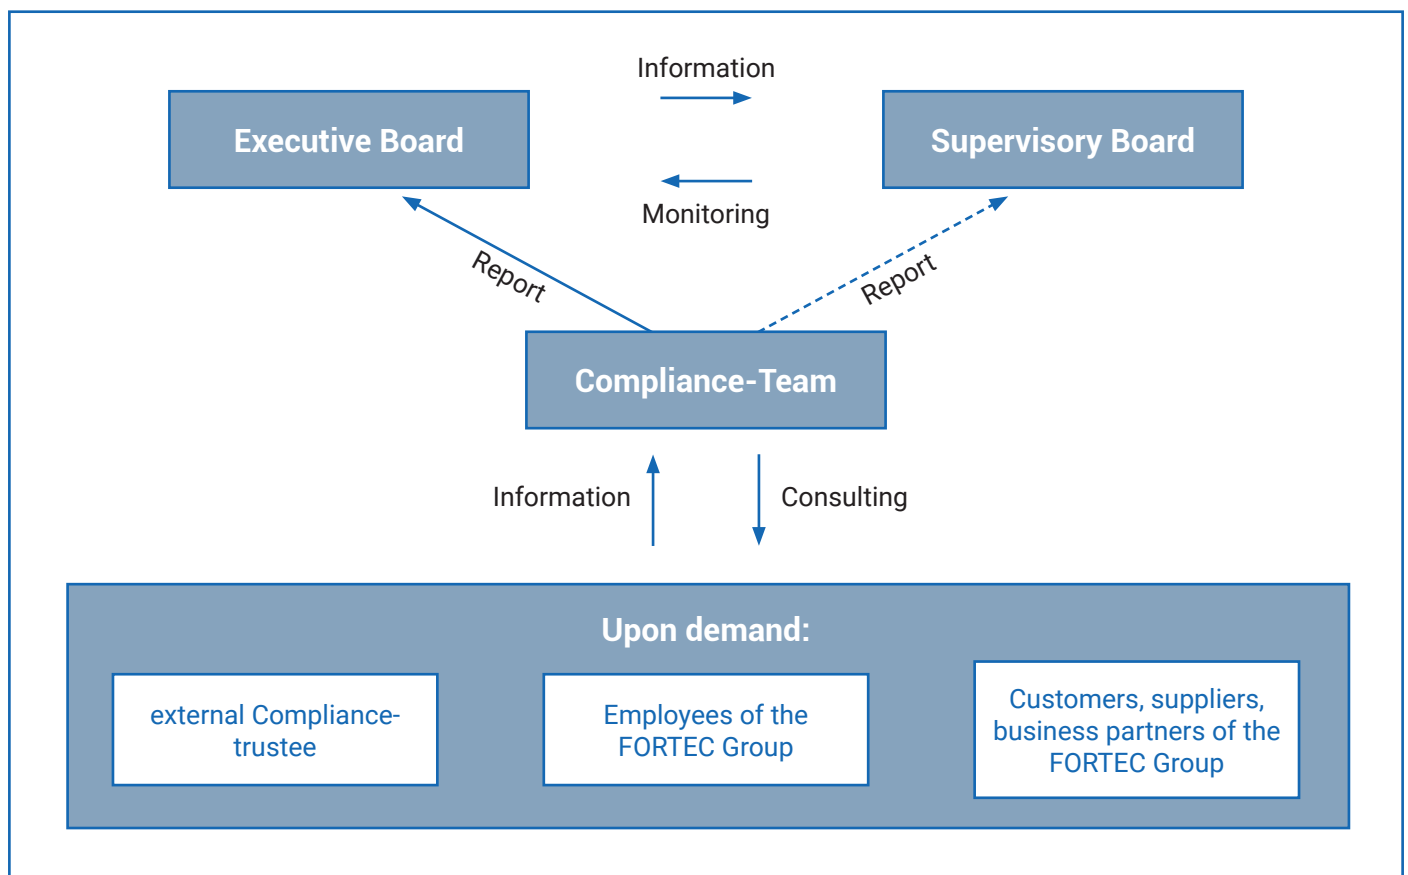 Information
Executive Board
Supervisory Board
Monitoring
Report
Report
Compliance-Team
Information
Consulting
Upon demand:
external Compliance-
trustee
Employees of the
FORTEC Group
Customers, suppliers,
business partners of the
FORTEC Group